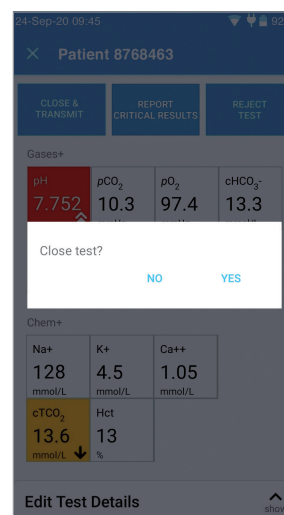 24-Sep-20 09:45 92
× Patient 8768463
CLOSE &
TRANSMIT
REPORT
CRITICAL RESULTS
REJECT
TEST
Gases+
pH pCO₂ pO₂ cHCO₃-
7.752 10.3 97.4 13.3
Close test?
NO YES
Chem+
Na+ K+ Ca++
128 4.5 1.05
mmol/L mmol/L mmol/L
cTCO₂ Hct
13.6 13
mmol/L %
Edit Test Details
show